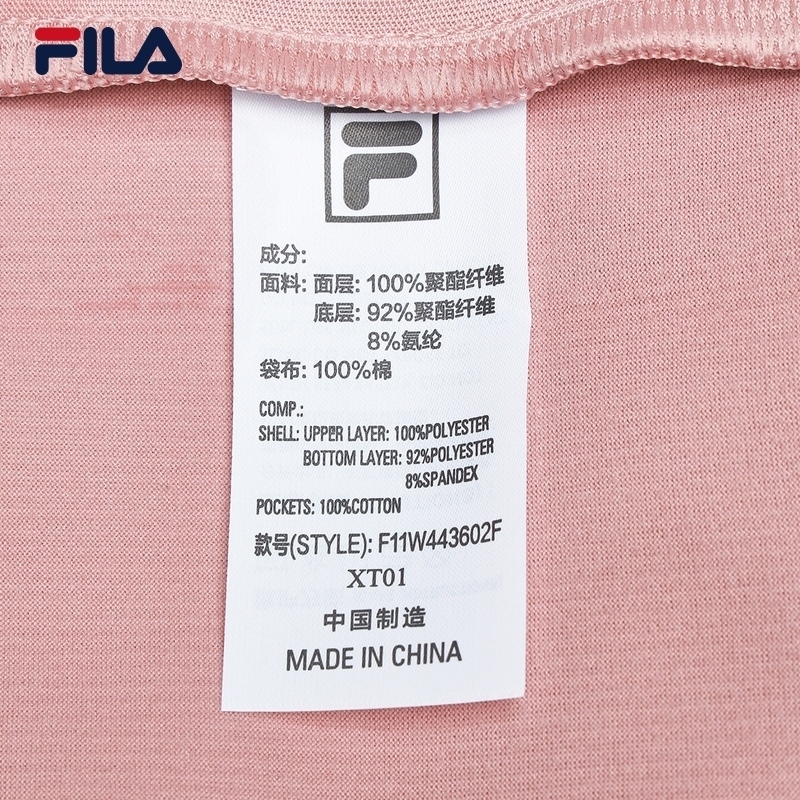 FILA
成分:
面料: 面层: 100%聚酯纤维
底层: 92%聚酯纤维
8%氨纶
袋布: 100%棉
COMP.:
SHELL: UPPER LAYER: 100%POLYESTER
BOTTOM LAYER: 92%POLYESTER
8%SPANDEX
POCKETS: 100%COTTON
款号(STYLE): F11W443602F
XT01
中国制造
MADE IN CHINA